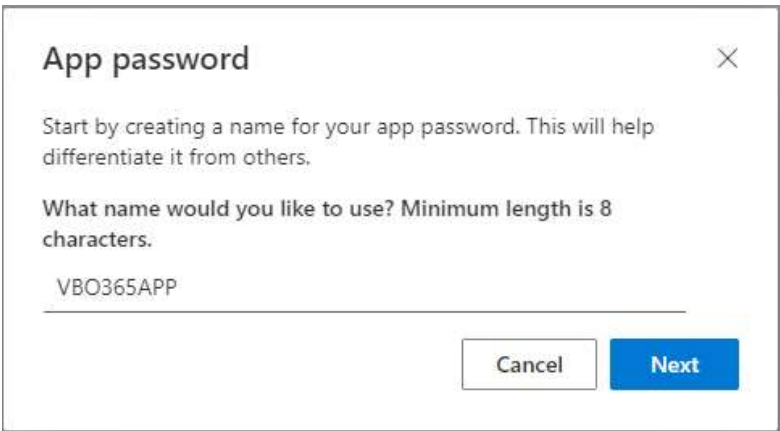 App password
Start by creating a name for your app password. This will help
differentiate it from others.
What name would you like to use? Minimum length is 8
characters.
VBO365APP
Cancel
Next